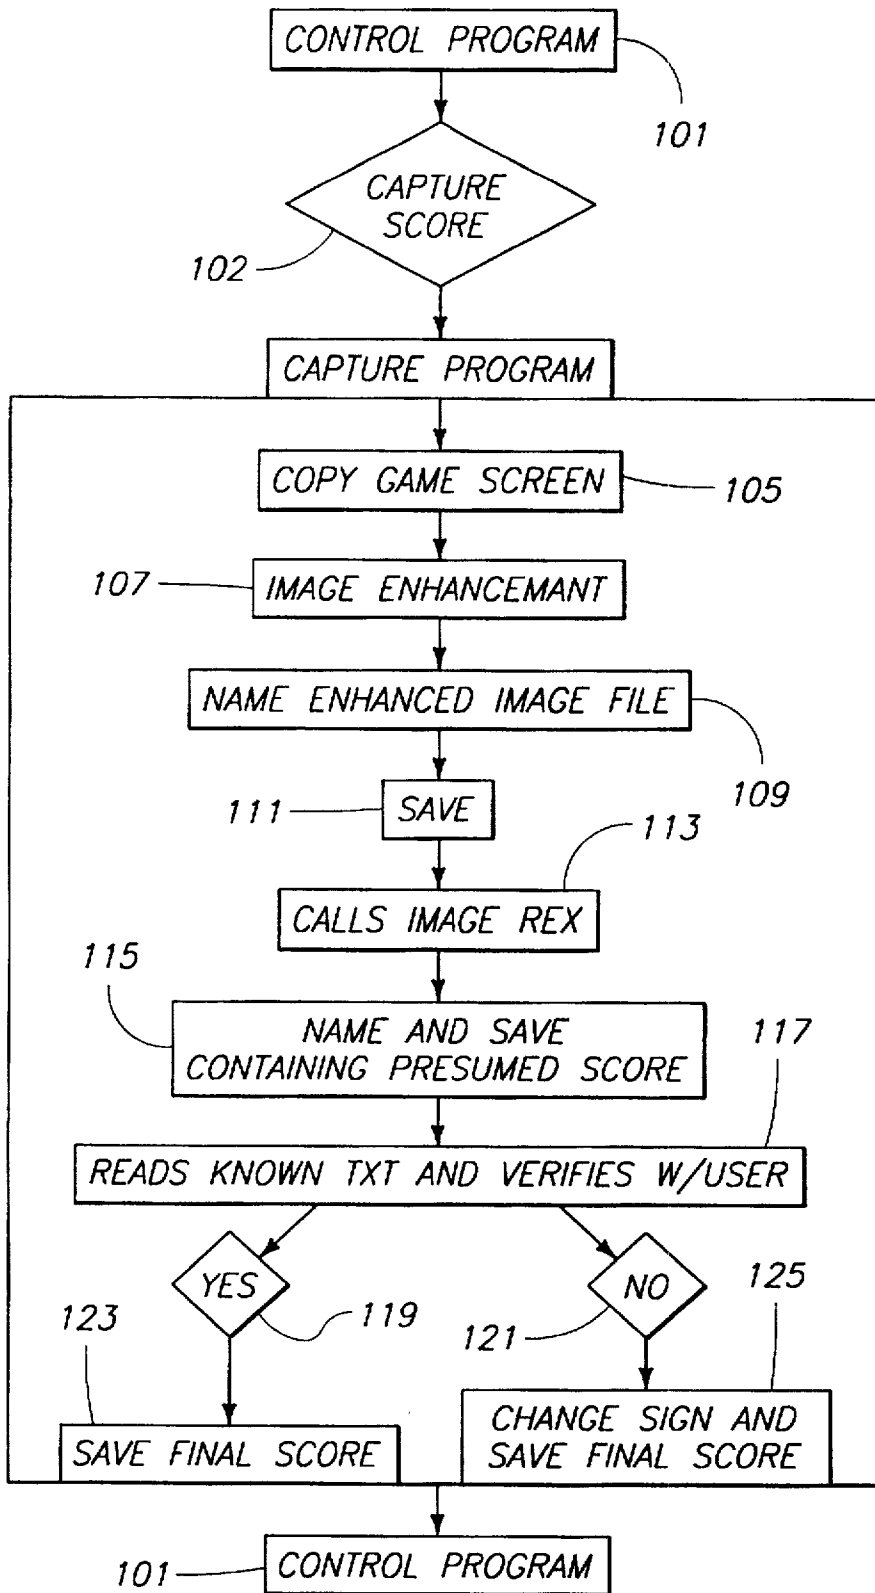 CONTROL PROGRAM
101
CAPTURE
SCORE
102
CAPTURE PROGRAM
COPY GAME SCREEN
105
107
IMAGE ENHANCEMANT
NAME ENHANCED IMAGE FILE
109
111
SAVE
113
CALLS IMAGE REX
115
NAME AND SAVE
CONTAINING PRESUMED SCORE
117
READS KNOWN TXT AND VERIFIES W/USER
YES
119
NO
121
123
SAVE FINAL SCORE
125
CHANGE SIGN AND
SAVE FINAL SCORE
101
CONTROL PROGRAM